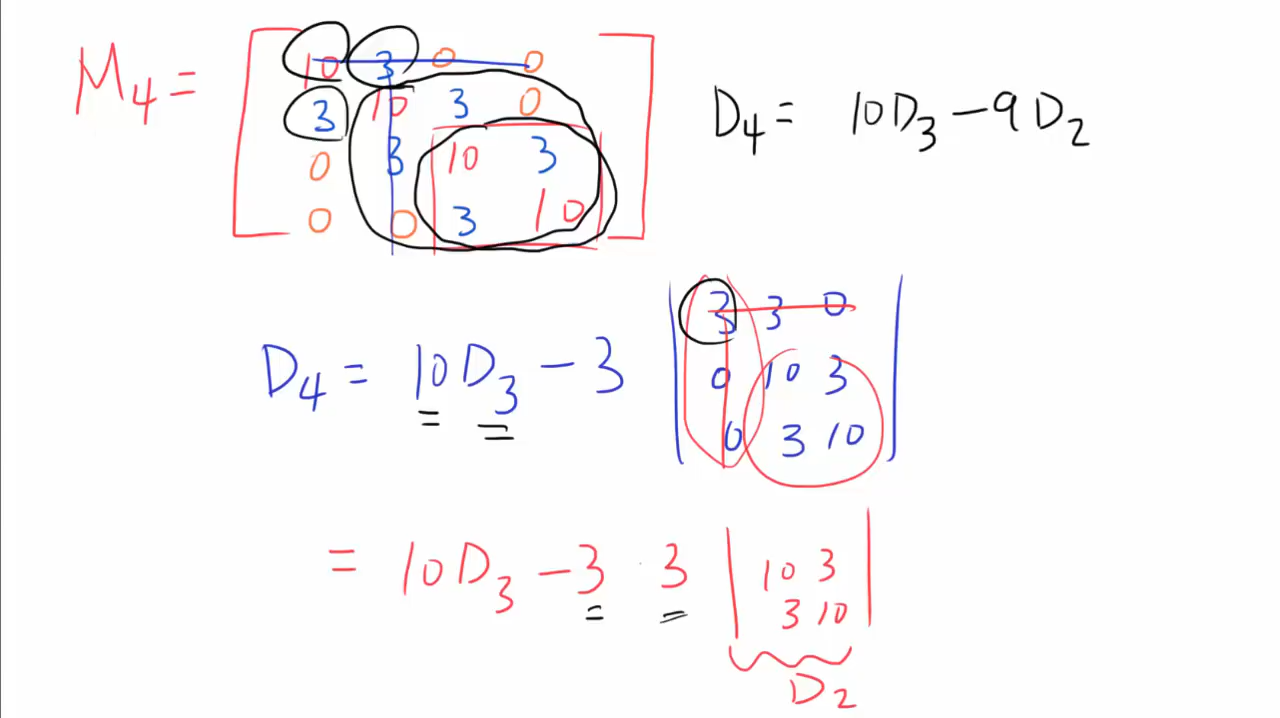 M₄ = [ 10 3 0 0
3 10 3 0
0 3 10 3
0 0 3 10 ]
D₄ = 10D₃ − 9D₂
D₄ = 10D₃ − 3 | 3 3 0
0 10 3
0 3 10 |
= 10D₃ − 3 · 3 | 10 3
3 10 |
D₂